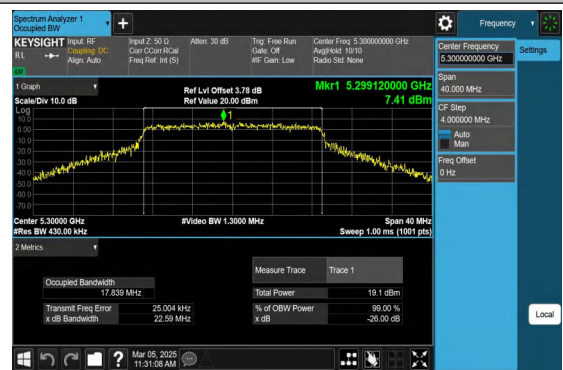 Spectrum Analyzer 1
Occupied BW
Frequency
KEYSIGHT
RL
Input: RF
Coupling: DC
Align: Auto
Input Z: 50 Ω
Corr CCorr RCal
Freq Ref: Int (S)
Atten: 30 dB
Trig: Free Run
Gate: Off
#IF Gain: Low
Center Freq: 5.300000000 GHz
Avg|Hold: 10/10
Radio Std: None
Center Frequency
5.300000000 GHz
Settings
Span
40.000 MHz
CF Step
4.000000 MHz
Auto
Man
Freq Offset
0 Hz
Local
1 Graph
Scale/Div 10.0 dB
Ref Lvl Offset 3.78 dB
Ref Value 20.00 dBm
Mkr1 5.299120000 GHz
7.41 dBm
Log
10.0
0.00
-10.0
-20.0
-30.0
-40.0
-50.0
-60.0
-70.0
1
Center 5.30000 GHz
#Res BW 430.00 kHz
#Video BW 1.3000 MHz
Span 40 MHz
Sweep 1.00 ms (1001 pts)
2 Metrics
Measure Trace
Trace 1
Occupied Bandwidth
17.839 MHz
Total Power
19.1 dBm
Transmit Freq Error
25.004 kHz
% of OBW Power
99.00 %
x dB Bandwidth
22.59 MHz
x dB
-26.00 dB
?
Mar 05, 2025
11:31:08 AM